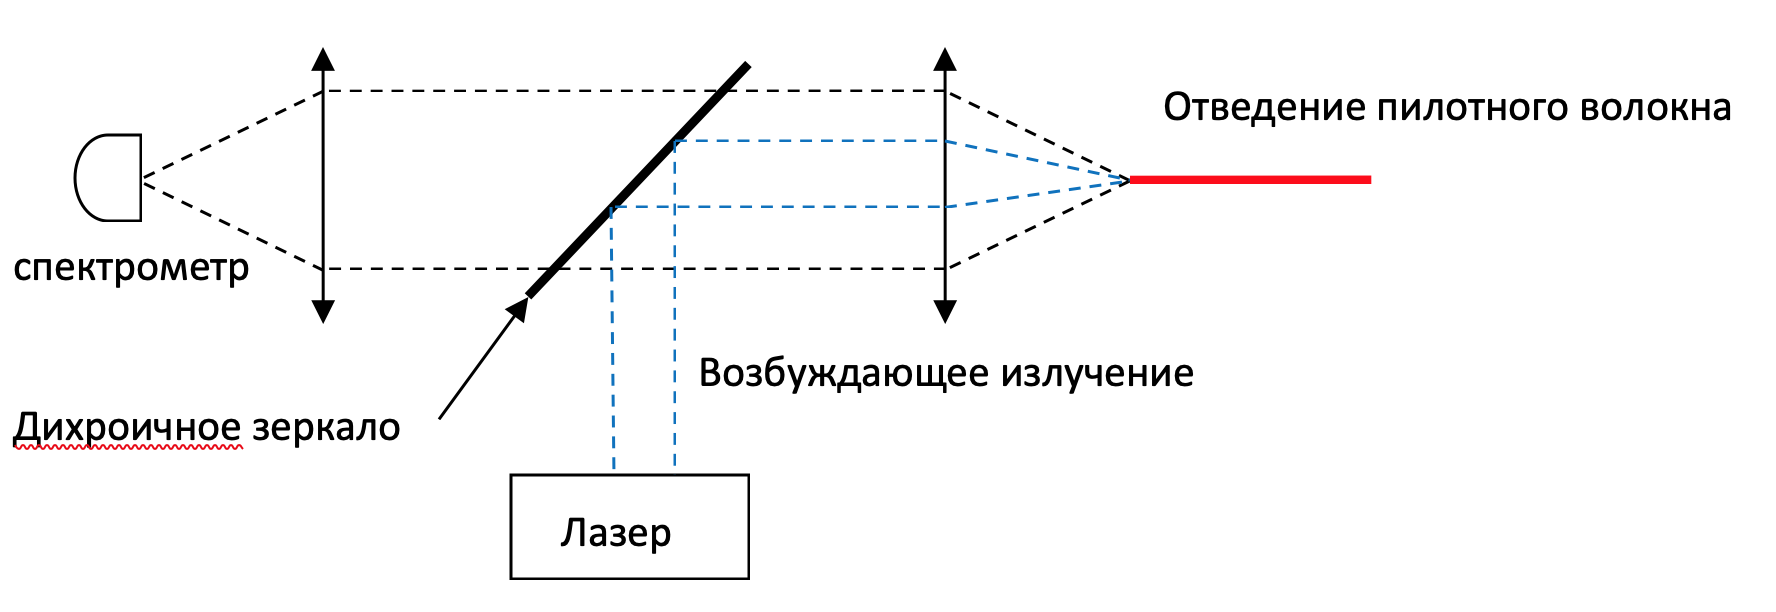 Отведение пилотного волокна
спектрометр
Возбуждающее излучение
Дихроичное зеркало
Лазер